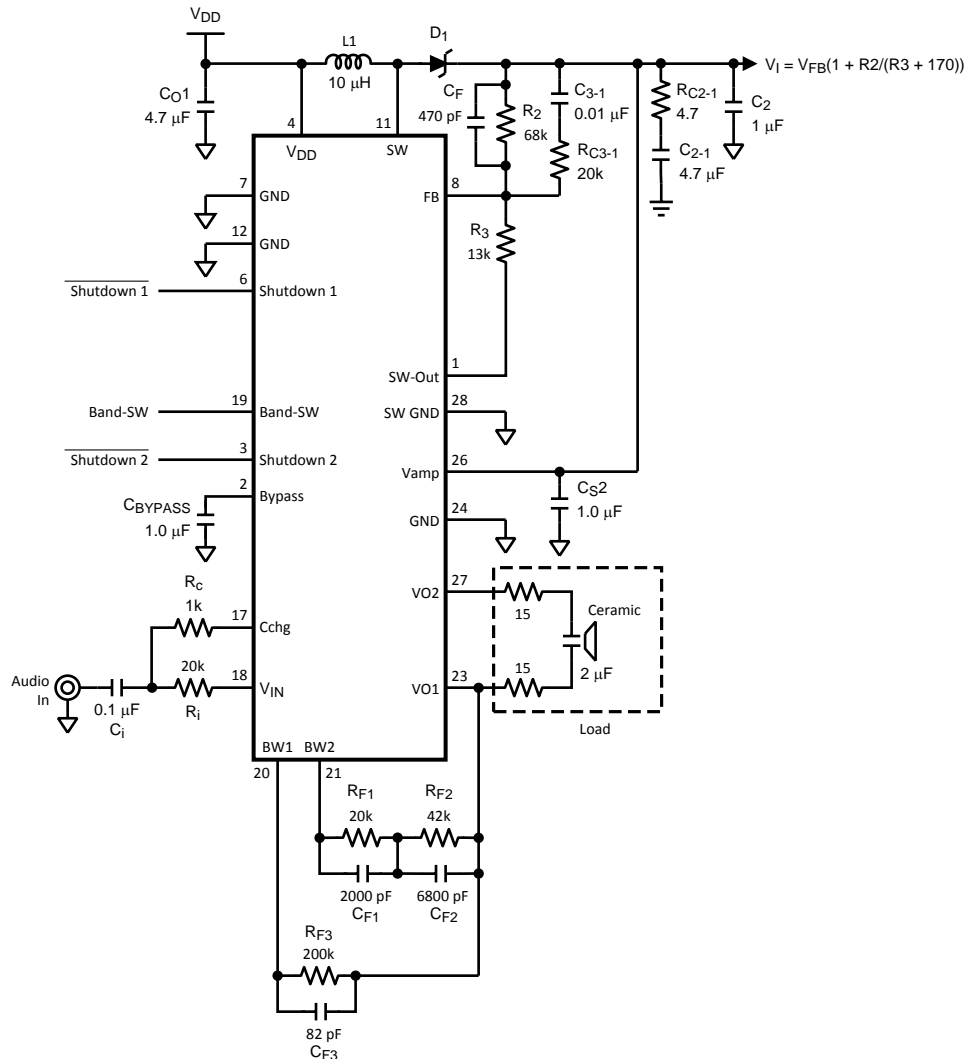 VDD
L1
10 µH
D1
VI = VFB(1 + R2/(R3 + 170))
CO1
4.7 µF
CF
470 pF
R2
68k
C3-1
0.01 µF
RC3-1
20k
RC2-1
4.7
C2-1
4.7 µF
C2
1 µF
4
VDD
11
SW
7
GND
8
FB
12
GND
R3
13k
6
Shutdown 1
Shutdown 1
1
SW-Out
19
Band-SW
Band-SW
28
SW GND
3
Shutdown 2
Shutdown 2
26
Vamp
CS2
1.0 µF
2
Bypass
CBYPASS
1.0 µF
24
GND
Rc
1k
17
Cchg
27
VO2
15
Ceramic
2 µF
15
Load
Audio
In
0.1 µF
Ci
20k
Ri
18
VIN
23
VO1
BW1
BW2
20
21
RF1
20k
RF2
42k
2000 pF
CF1
6800 pF
CF2
RF3
200k
82 pF
CF3